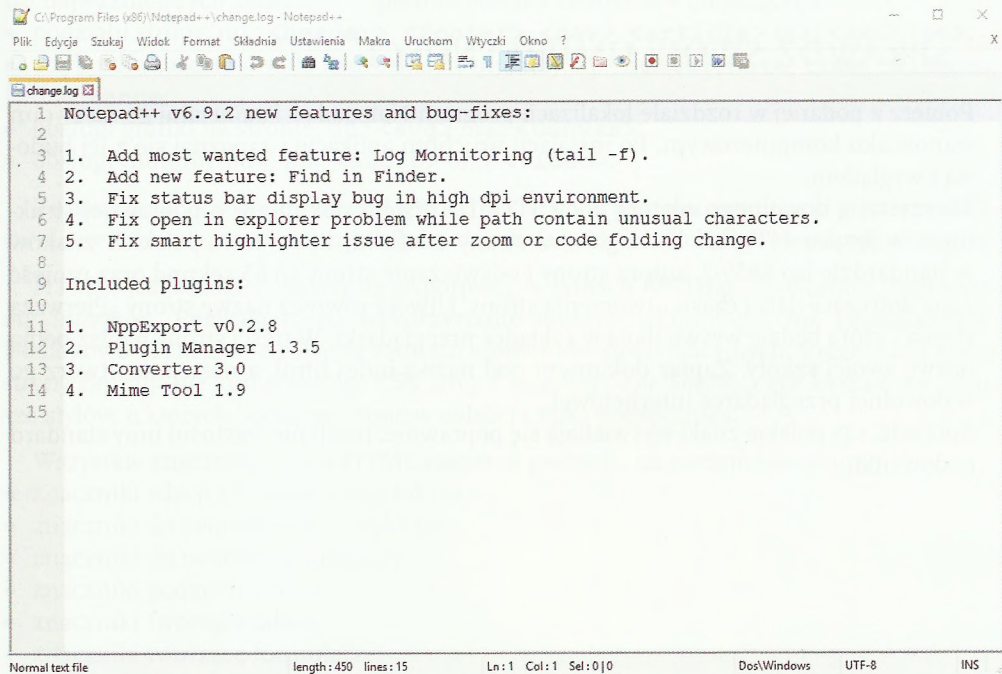 C:\Program Files (x86)\Notepad++\change.log - Notepad++
Plik Edycja Szukaj Widok Format Składnia Ustawienia Makra Uruchom Wtyczki Okno ? X
change.log
1 Notepad++ v6.9.2 new features and bug-fixes:
2
3 1. Add most wanted feature: Log Mornitoring (tail -f).
4 2. Add new feature: Find in Finder.
5 3. Fix status bar display bug in high dpi environment.
6 4. Fix open in explorer problem while path contain unusual characters.
7 5. Fix smart highlighter issue after zoom or code folding change.
8
9 Included plugins:
10
11 1. NppExport v0.2.8
12 2. Plugin Manager 1.3.5
13 3. Converter 3.0
14 4. Mime Tool 1.9
15
Normal text file length : 450 lines : 15 Ln : 1 Col : 1 Sel : 0 | 0 Dos\Windows UTF-8 INS